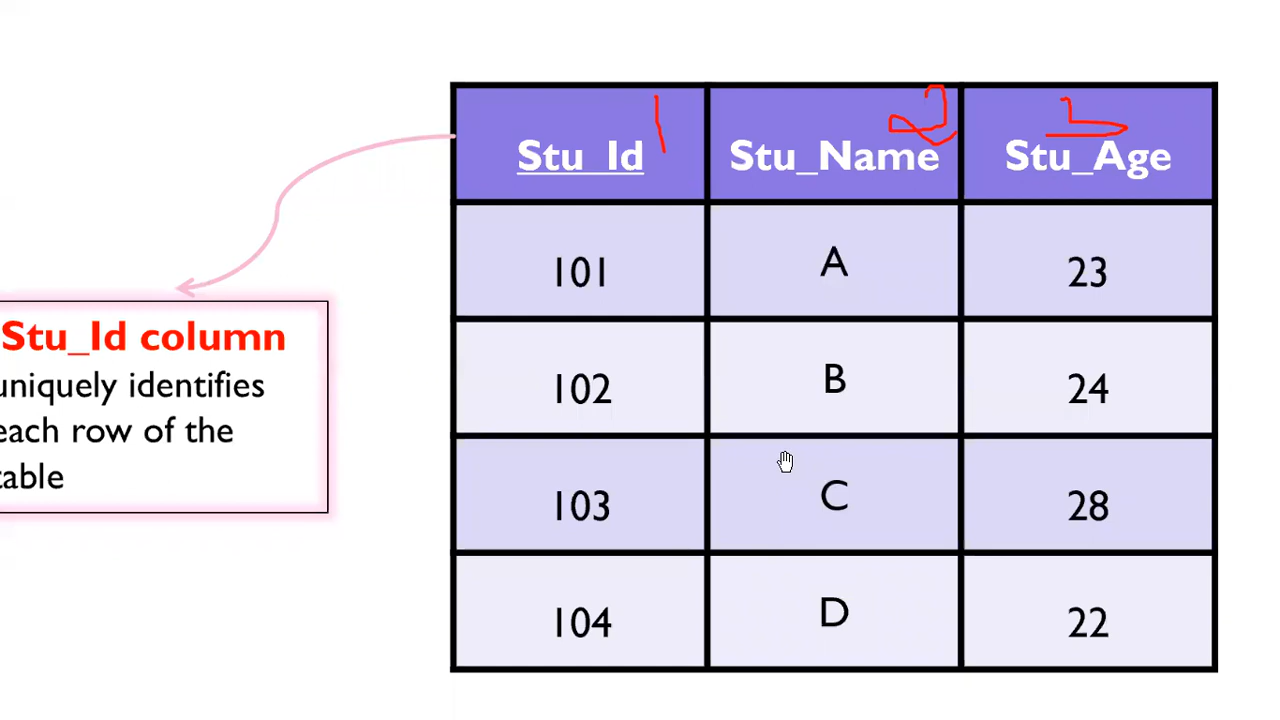 Stu_Id 1 Stu_Name 2 Stu_Age
101 A 23
102 B 24
103 C 28
104 D 22
Stu_Id column
uniquely identifies
each row of the
table